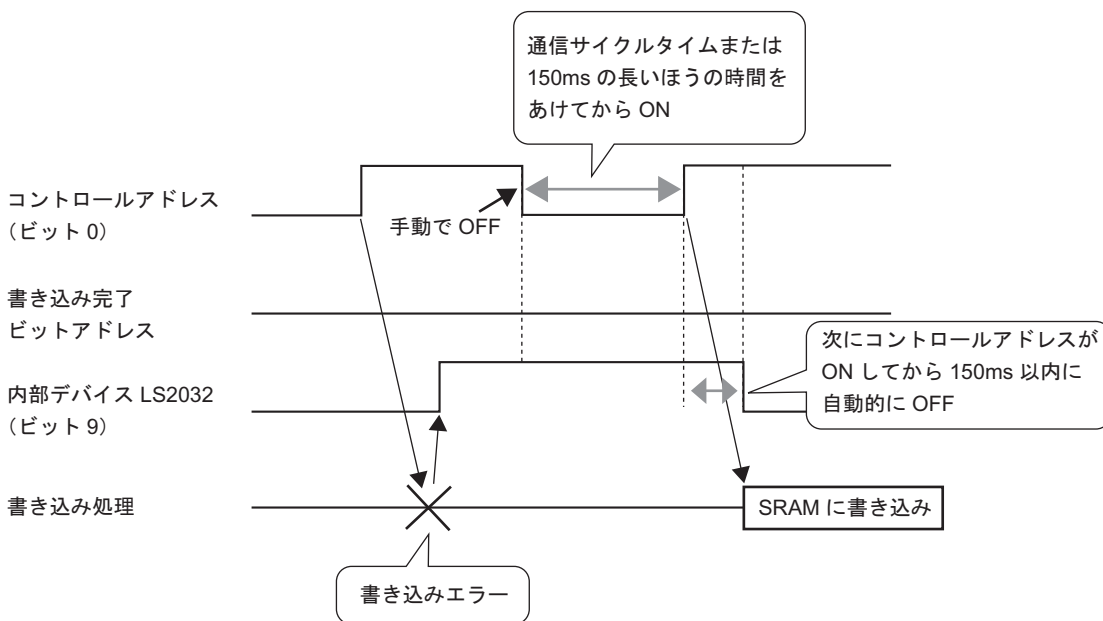 通信サイクルタイムまたは
150ms の長いほうの時間を
あけてから ON
コントロールアドレス
（ビット 0）
手動で OFF
書き込み完了
ビットアドレス
次にコントロールアドレスが
ON してから 150ms 以内に
自動的に OFF
内部デバイス LS2032
（ビット 9）
書き込み処理
SRAM に書き込み
書き込みエラー